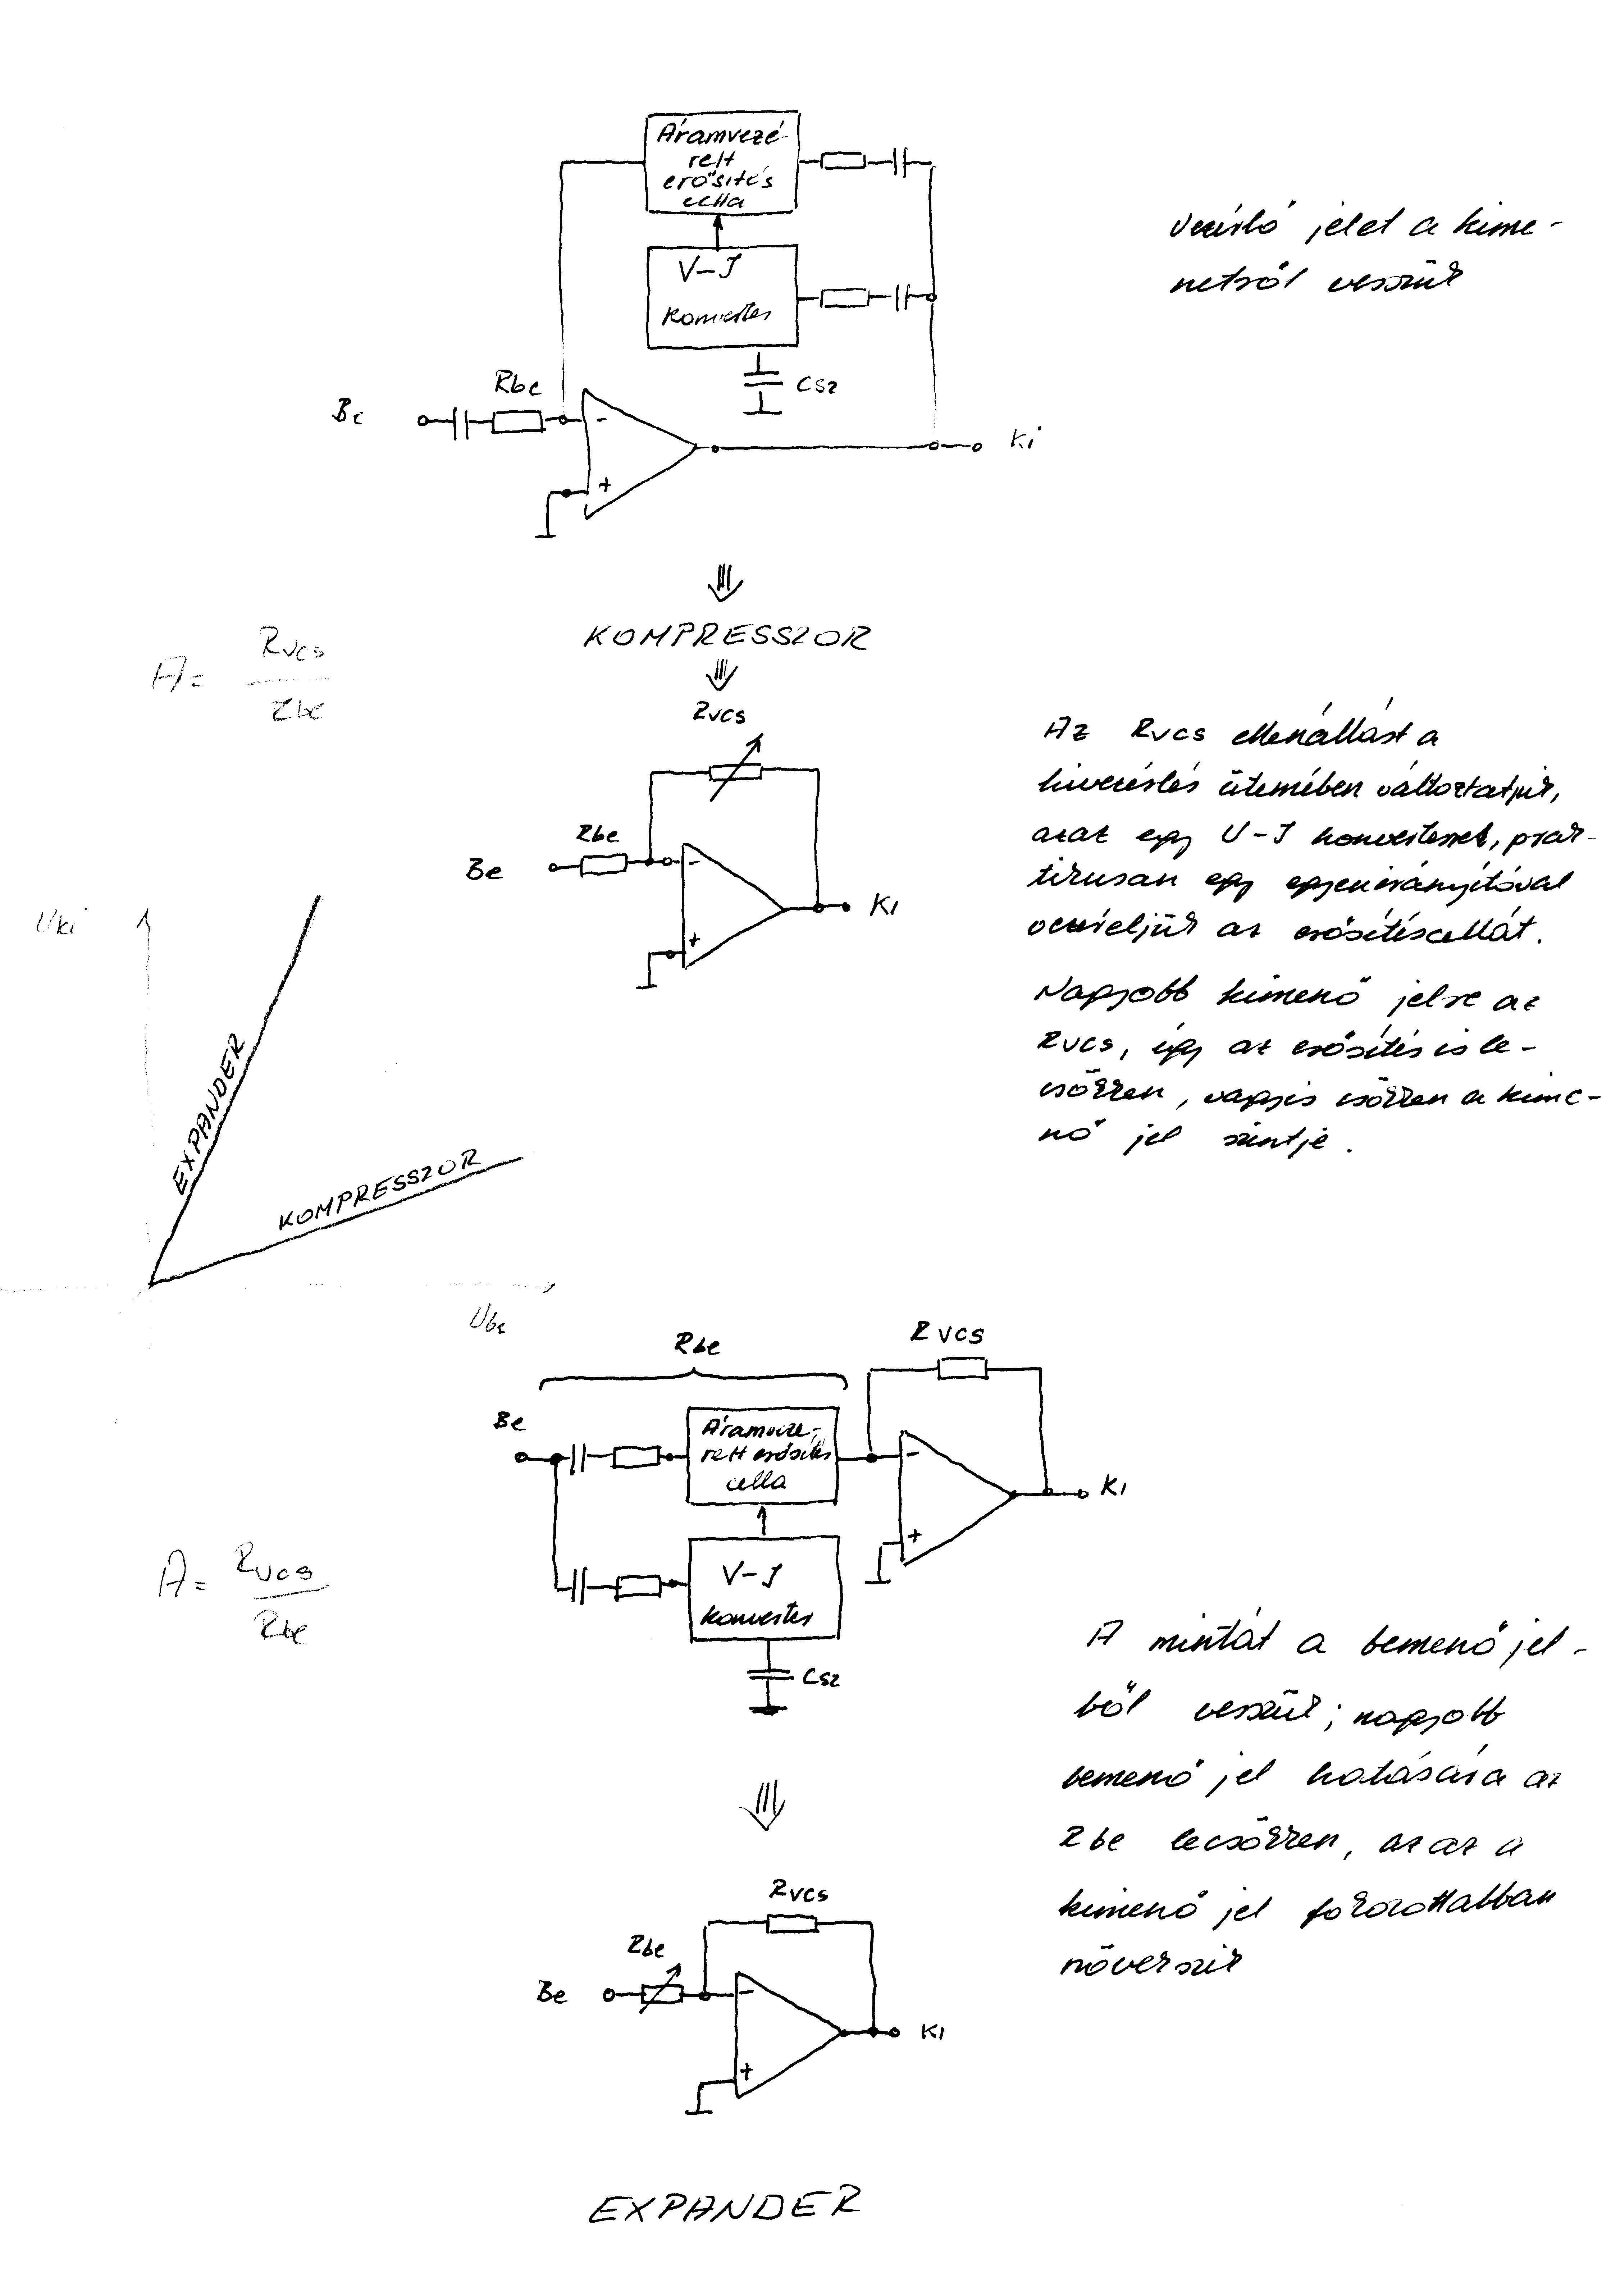 Áramvezé-
relt
erősítés
cella
vezérlő jelet a kime-
netről vesszük
V-I
Konverter
Csz
Rbe
Be
-
+
Ki
KOMPRESSZOR
A = Rvcs
Rbe
Rvcs
Rbe
Be
-
+
Ki
Az Rvcs ellenállást a
kivezérlés ütemében változtatjuk,
azaz egy U-I konverterrel, prak-
tikusan egy egyenirányítóval
vezéreljük az erősítéscellát.
Nagyobb kimenő jelre az
Rvcs, így az erősítés is le-
csökken, vagyis csökken a kime-
nő jel szintje.
Uki
EXPANDER
KOMPRESSZOR
Ube
Rbe
Rvcs
Be
Áramvezé-
relt erősítés
cella
-
+
Ki
V-I
Konverter
Csz
A = Rvcs
Rbe
A mintát a bemenő jel-
ből vesszük; nagyobb
bemenő jel hatására az
Rbe lecsökken, azaz a
kimenő jel fokozottabban
növekszik
Rvcs
Rbe
Be
-
+
Ki
EXPANDER